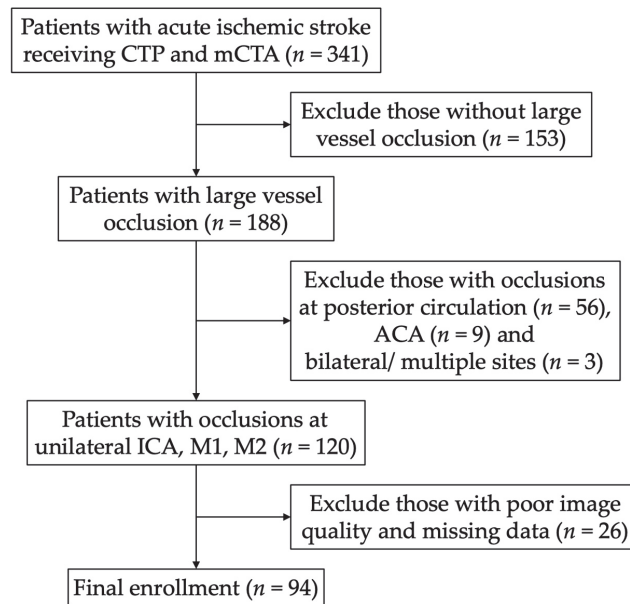 Patients with acute ischemic stroke
receiving CTP and mCTA (n = 341)
Exclude those without large
vessel occlusion (n = 153)
Patients with large vessel
occlusion (n = 188)
Exclude those with occlusions
at posterior circulation (n = 56),
ACA (n = 9) and
bilateral/ multiple sites (n = 3)
Patients with occlusions at
unilateral ICA, M1, M2 (n = 120)
Exclude those with poor image
quality and missing data (n = 26)
Final enrollment (n = 94)